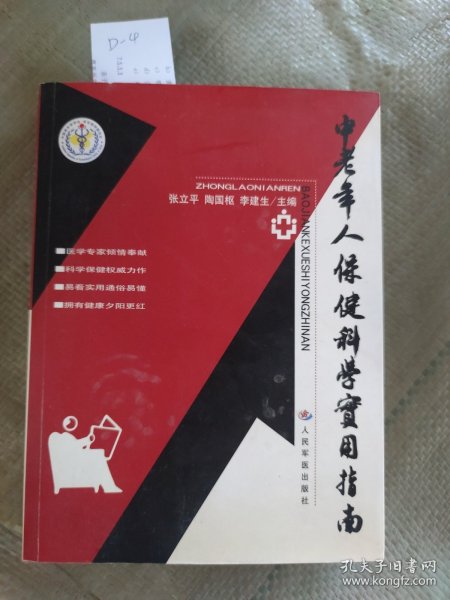 D-4
ZHONGLAONIANREN
BAOJIANKEXUESHIYONGZHINAN
张立平 陶国枢 李建生/主编
中老年人保健科學實用指南
■医学专家倾情奉献
■科学保健权威力作
■易看实用通俗易懂
■拥有健康夕阳更红
人民军医出版社
孔夫子旧书网
www.kongfz.com